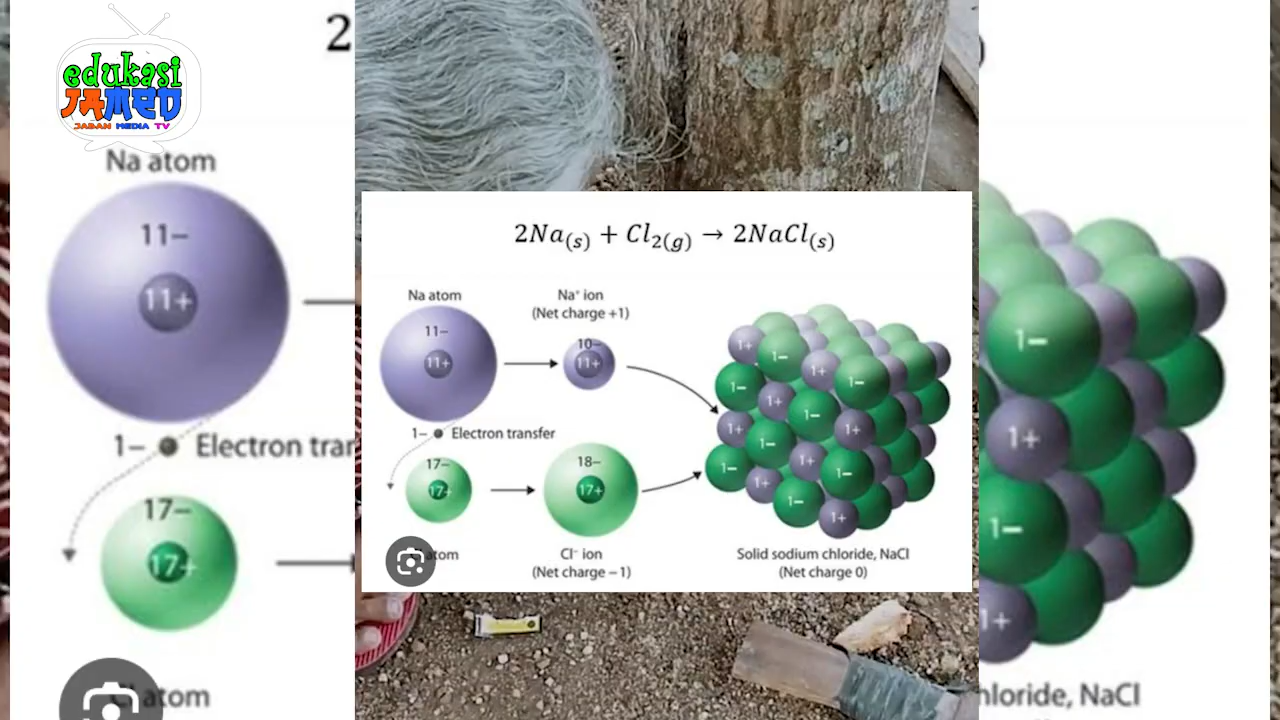 edukasi
JAMED
JABAN MEDIA TV
2
Na atom
11−
11+
1− Electron tran
17−
17+
atom
2Na(s) + Cl2(g) → 2NaCl(s)
Na atom
Na⁺ ion
(Net charge +1)
11−
11+
10−
11+
1− Electron transfer
17−
17+
18−
17+
atom
Cl⁻ ion
(Net charge −1)
1+
1−
1+
1−
1−
1+
1−
1+
1−
1+
1−
1+
1−
1+
1−
1+
Solid sodium chloride, NaCl
(Net charge 0)
)
1−
1+
1−
1+
hloride, NaCl